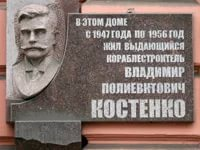 В ЭТОМ ДОМЕ
С 1947 ГОДА ПО 1956 ГОД
ЖИЛ ВЫДАЮЩИЙСЯ
КОРАБЛЕСТРОИТЕЛЬ
ВЛАДИМИР
ПОЛИЕВКТОВИЧ
КОСТЕНКО